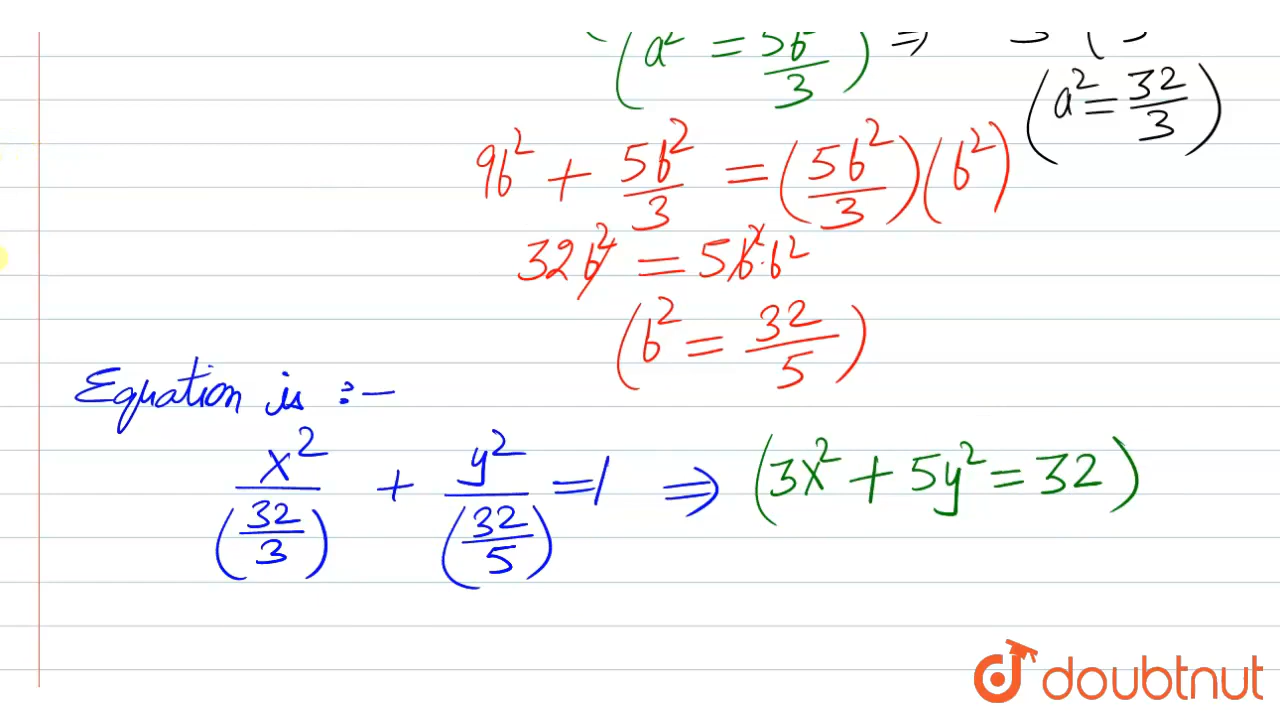 (a² = 5b²/3) ⇒
(a² = 32/3)
9b² + 5b²/3 = (5b²/3)(b²)
32b² = 5b²·b²
(b² = 32/5)
Equation is :-
x²/(32/3) + y²/(32/5) = 1 ⇒ (3x² + 5y² = 32)
doubtnut